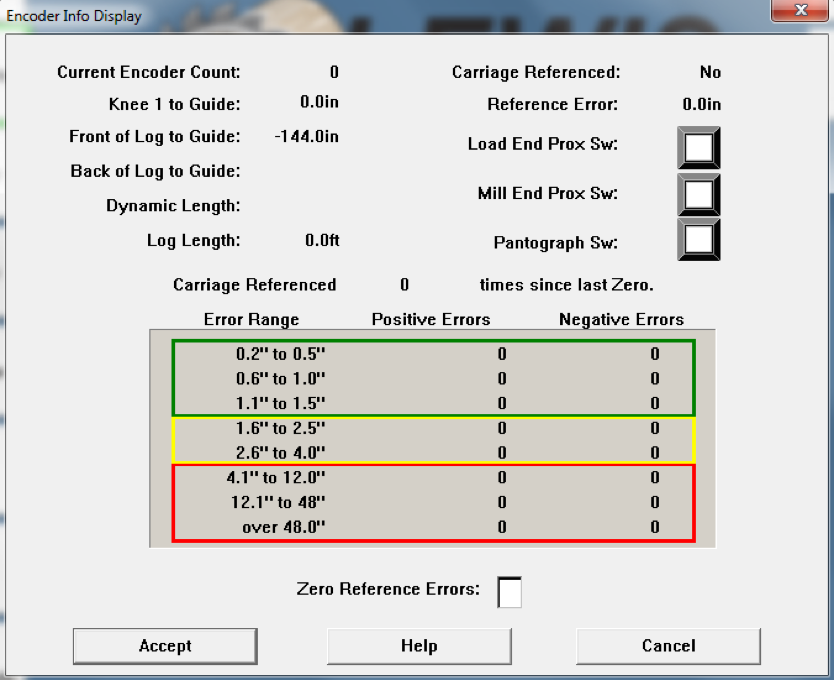 Encoder Info Display
Current Encoder Count: 0 Carriage Referenced: No
Knee 1 to Guide: 0.0in Reference Error: 0.0in
Front of Log to Guide: -144.0in Load End Prox Sw:
Back of Log to Guide:
Mill End Prox Sw:
Dynamic Length:
Log Length: 0.0ft Pantograph Sw:
Carriage Referenced 0 times since last Zero.
Error Range Positive Errors Negative Errors
0.2" to 0.5" 0 0
0.6" to 1.0" 0 0
1.1" to 1.5" 0 0
1.6" to 2.5" 0 0
2.6" to 4.0" 0 0
4.1" to 12.0" 0 0
12.1" to 48" 0 0
over 48.0" 0 0
Zero Reference Errors:
Accept Help Cancel